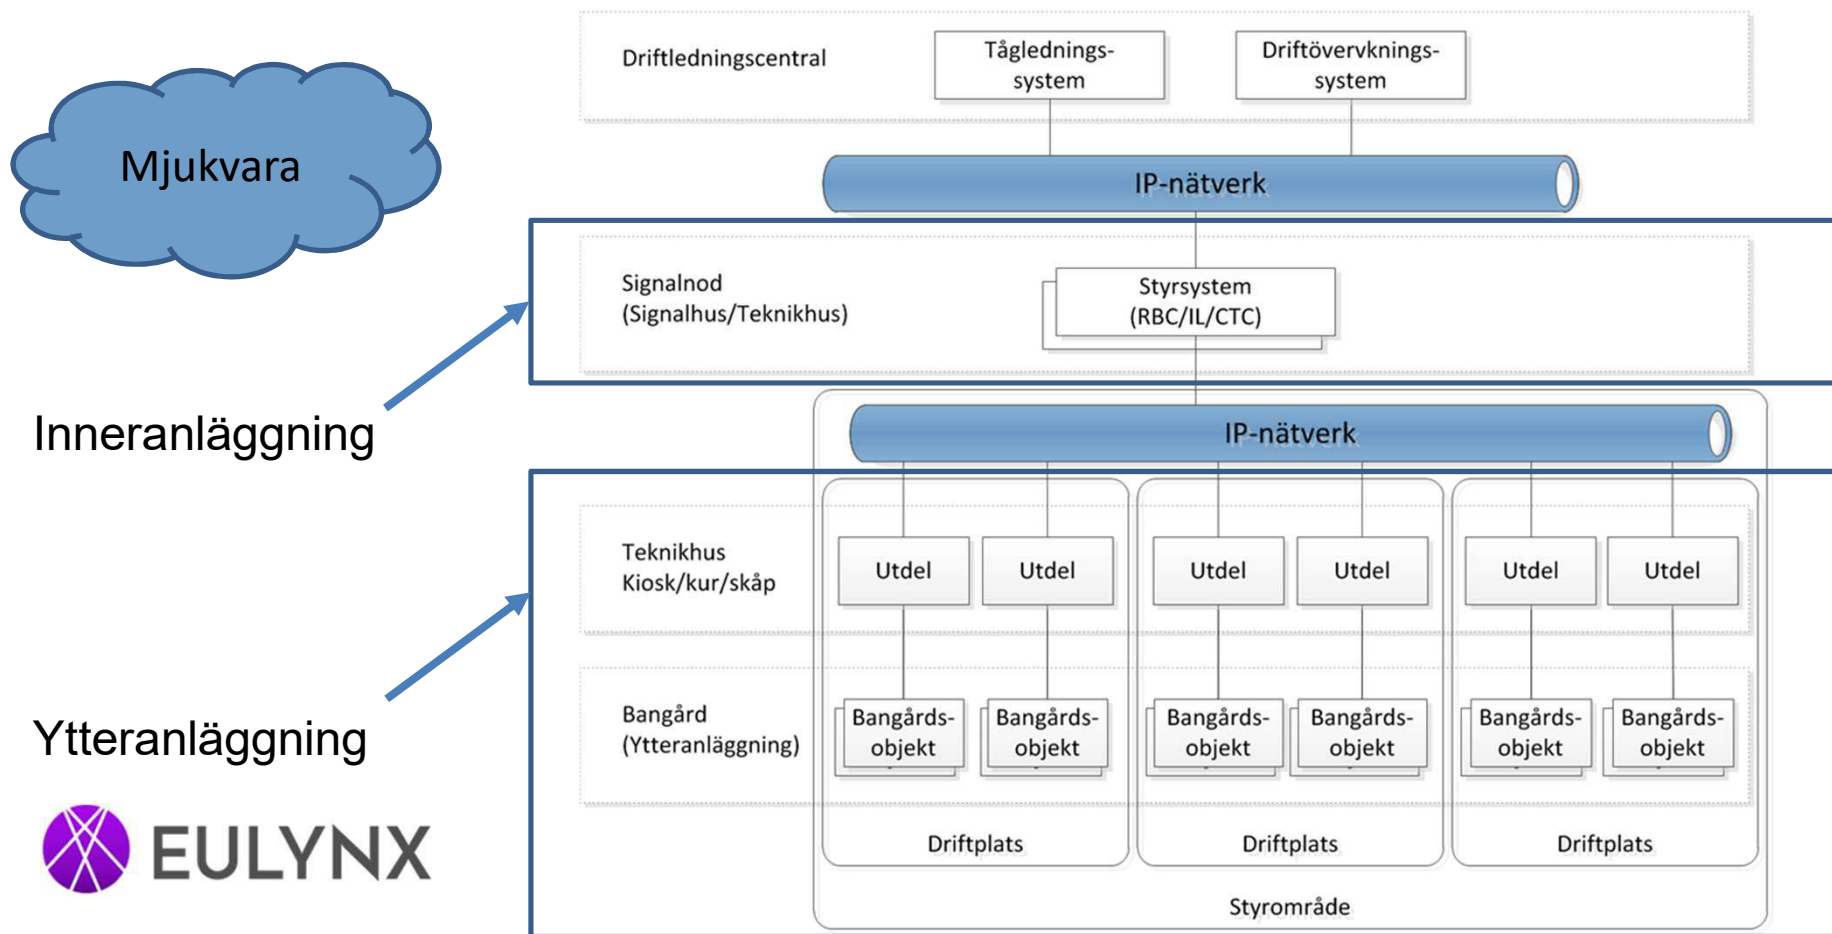 Driftledningscentral
Tåglednings-
system
Driftövervknings-
system
Mjukvara
IP-nätverk
Signalnod
(Signalhus/Teknikhus)
Styrsystem
(RBC/IL/CTC)
Inneranläggning
IP-nätverk
Teknikhus
Kiosk/kur/skåp
Utdel
Utdel
Utdel
Utdel
Utdel
Utdel
Ytteranläggning
Bangård
(Ytteranläggning)
Bangårds-
objekt
Bangårds-
objekt
Bangårds-
objekt
Bangårds-
objekt
Bangårds-
objekt
Bangårds-
objekt
EULYNX
Driftplats
Driftplats
Driftplats
Styrområde